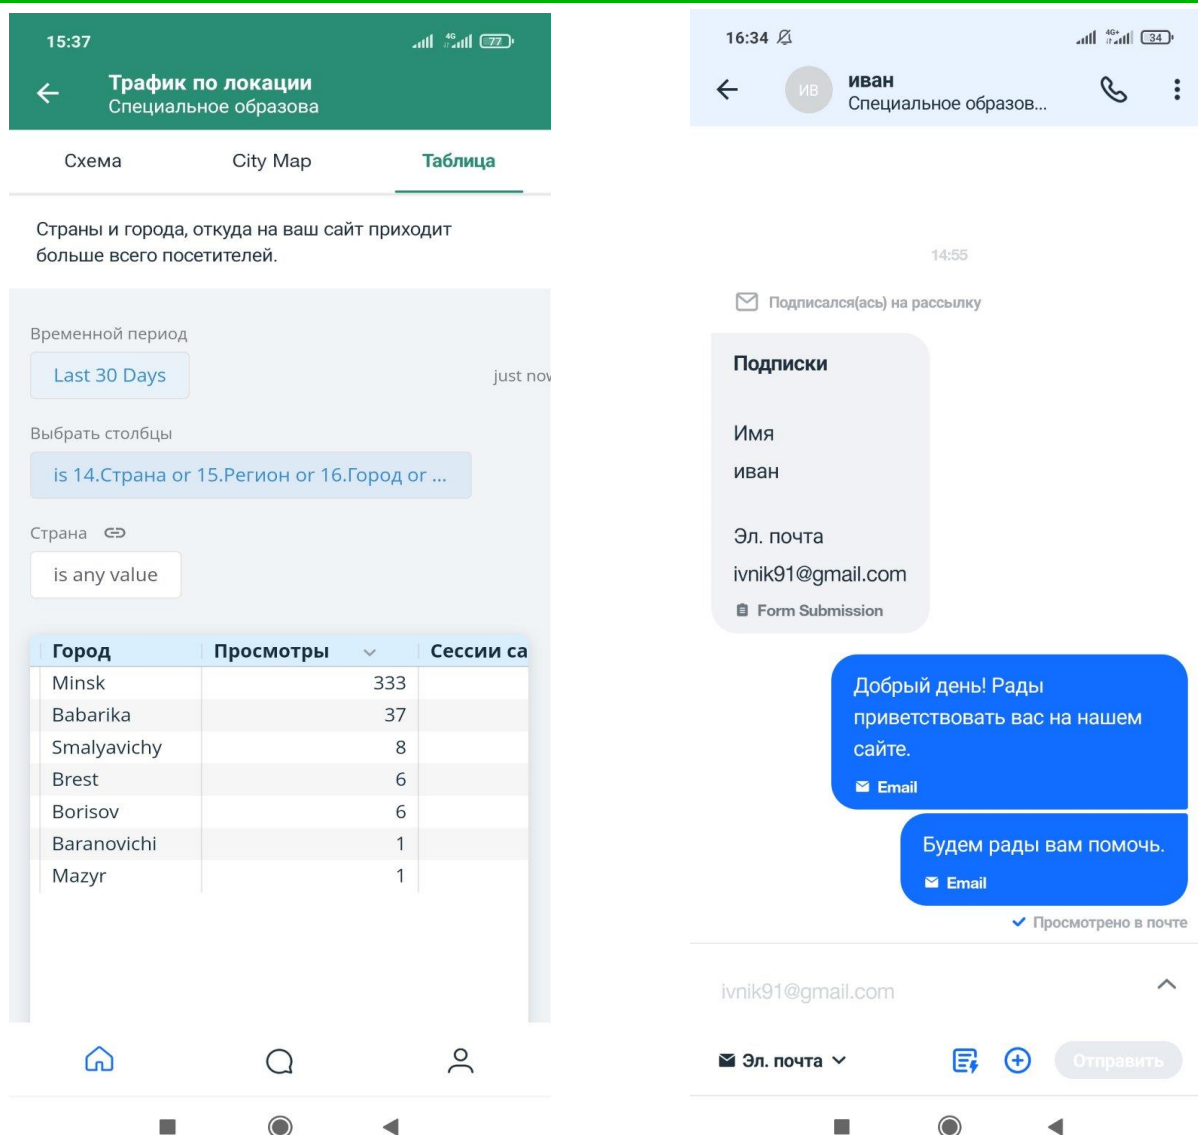 15:37
4G
77
Трафик по локации
Специальное образова
Схема
City Map
Таблица
Страны и города, откуда на ваш сайт приходит
больше всего посетителей.
Временной период
Last 30 Days
just now
Выбрать столбцы
is 14.Страна or 15.Регион or 16.Город or ...
Страна
is any value
Город Просмотры Сессии са
Minsk 333
Babarika 37
Smalyavichy 8
Brest 6
Borisov 6
Baranovichi 1
Mazyr 1
16:34
4G+
34
ИВ
иван
Специальное образов...
14:55
Подписался(ась) на рассылку
Подписки
Имя
иван
Эл. почта
ivnik91@gmail.com
Form Submission
Добрый день! Рады
приветствовать вас на нашем
сайте.
Email
Будем рады вам помочь.
Email
Просмотрено в почте
ivnik91@gmail.com
Эл. почта
Отправить